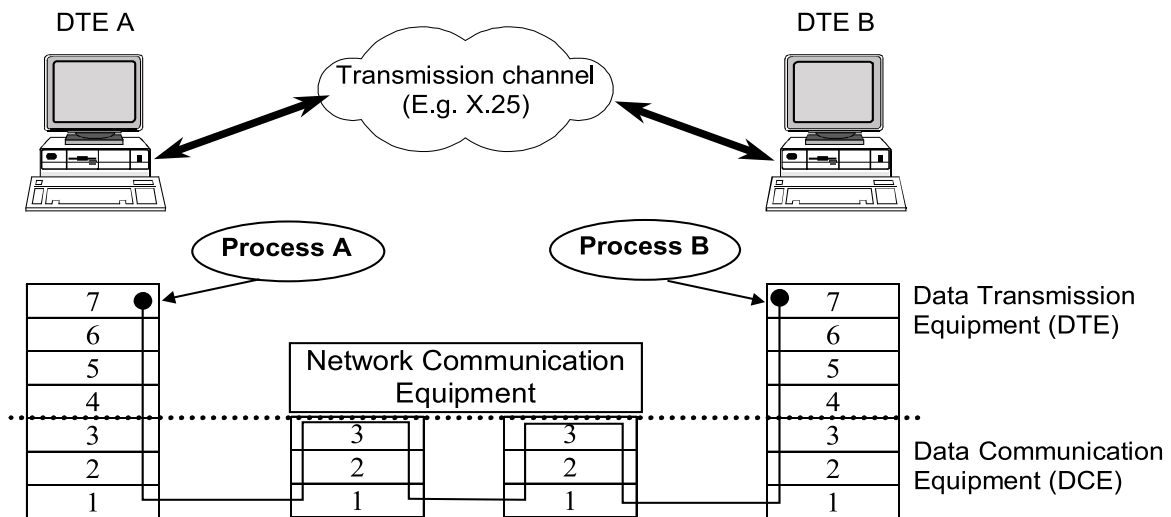 DTE A
DTE B
Transmission channel
(E.g. X.25)
Process A
Process B
7
6
5
4
3
2
1
Network Communication
Equipment
3
2
1
3
2
1
7
6
5
4
3
2
1
Data Transmission
Equipment (DTE)
Data Communication
Equipment (DCE)